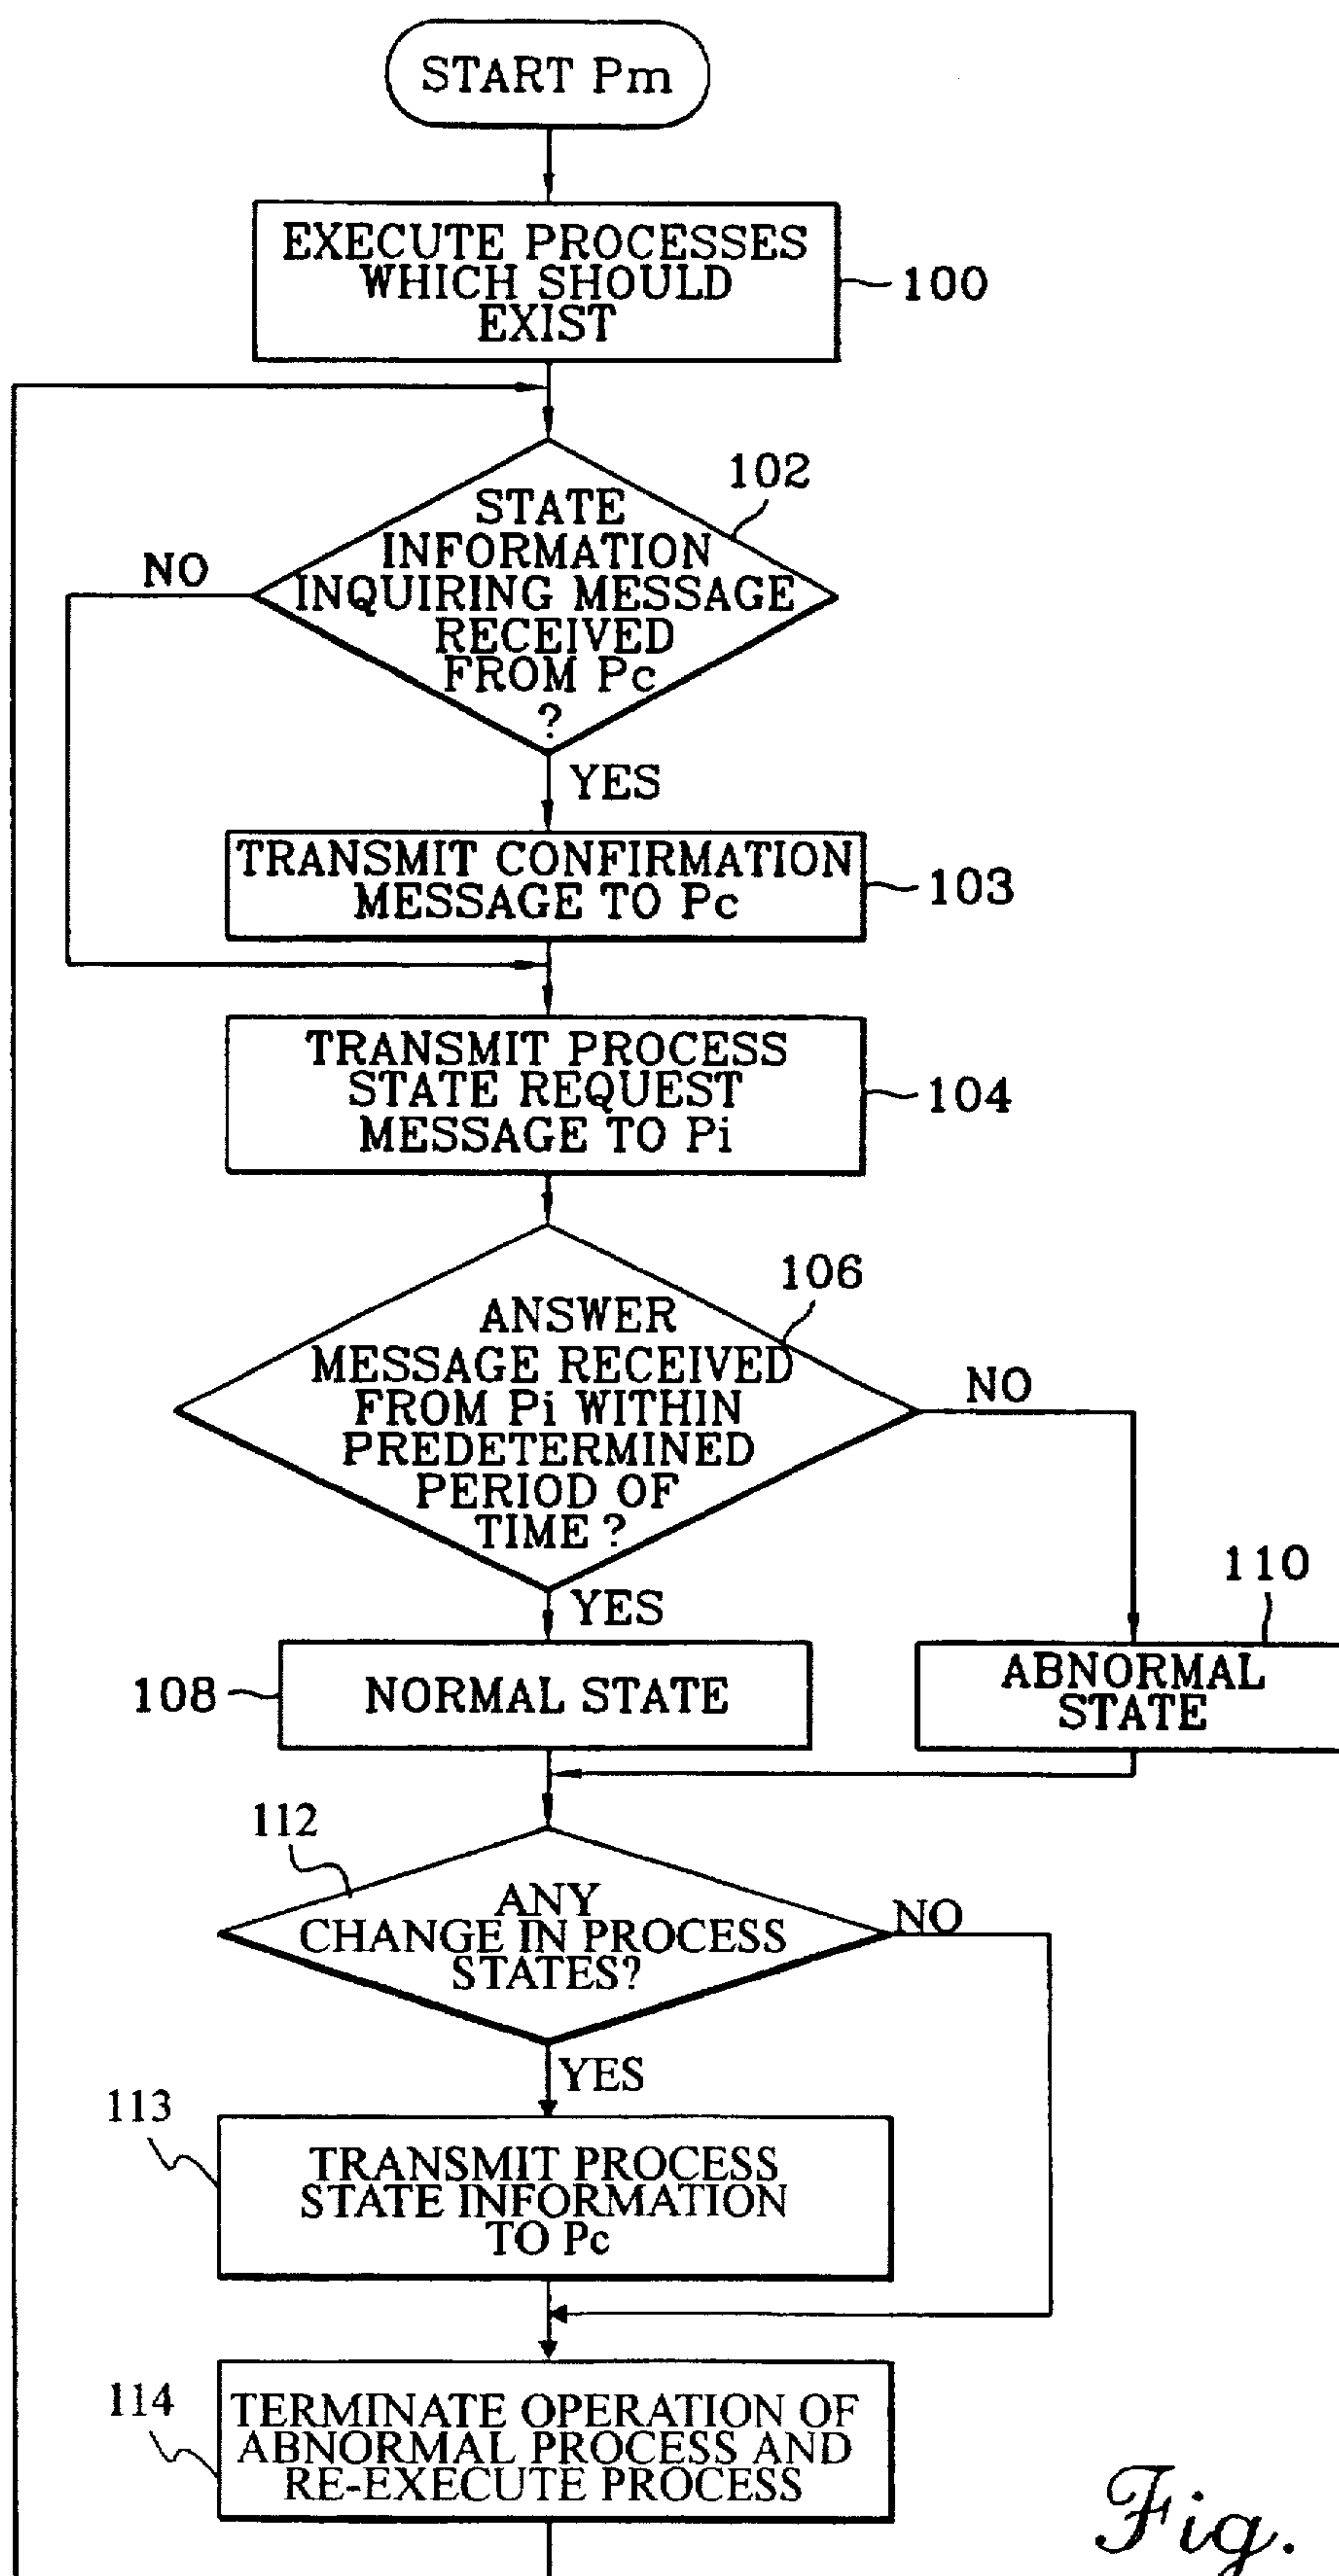 START Pm
EXECUTE PROCESSES
WHICH SHOULD
EXIST
100
102
STATE
INFORMATION
INQUIRING MESSAGE
RECEIVED
FROM Pc
?
NO
YES
TRANSMIT CONFIRMATION
MESSAGE TO Pc
103
TRANSMIT PROCESS
STATE REQUEST
MESSAGE TO Pi
104
106
ANSWER
MESSAGE RECEIVED
FROM Pi WITHIN
PREDETERMINED
PERIOD OF
TIME ?
NO
YES
110
108
NORMAL STATE
ABNORMAL
STATE
112
ANY
CHANGE IN PROCESS
STATES?
NO
YES
113
TRANSMIT PROCESS
STATE INFORMATION
TO Pc
114
TERMINATE OPERATION OF
ABNORMAL PROCESS AND
RE-EXECUTE PROCESS
Fig.